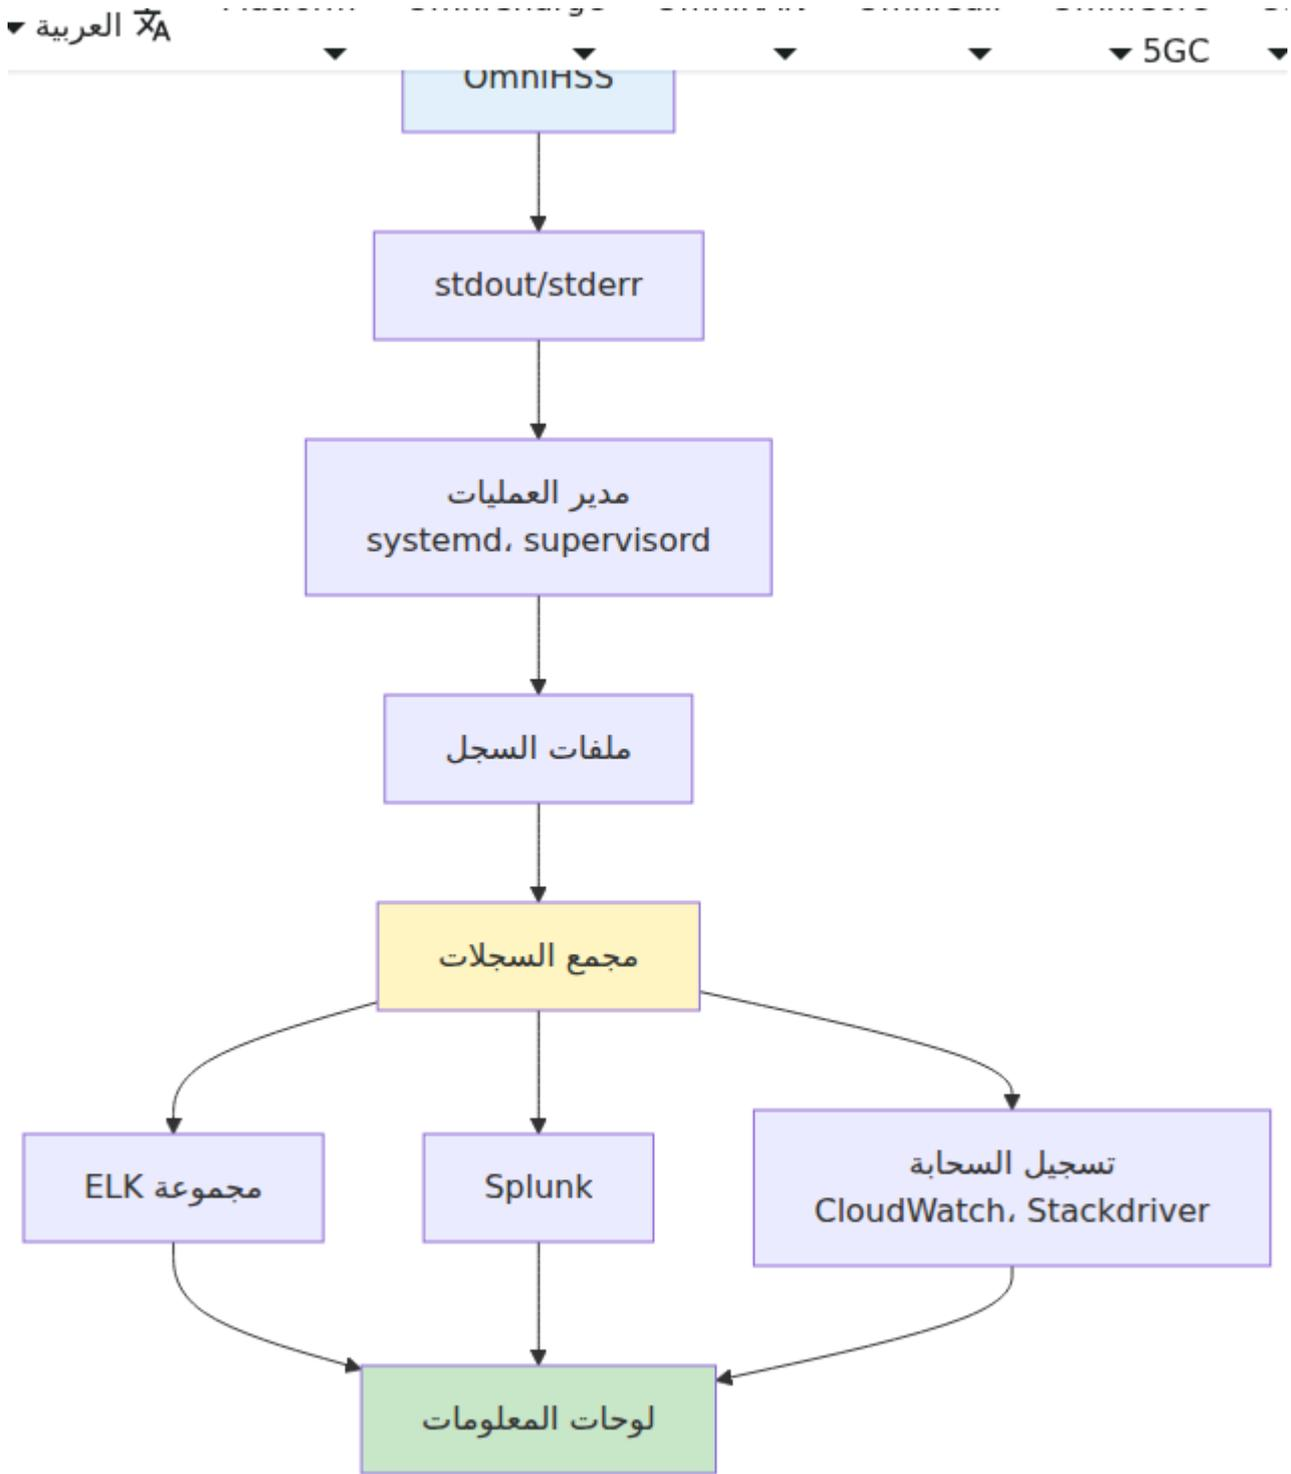 العربية
5GC
OmniHSS
stdout/stderr
مدير العمليات
systemd، supervisord
ملفات السجل
مجمع السجلات
مجموعة ELK
Splunk
تسجيل السحابة
CloudWatch، Stackdriver
لوحات المعلومات